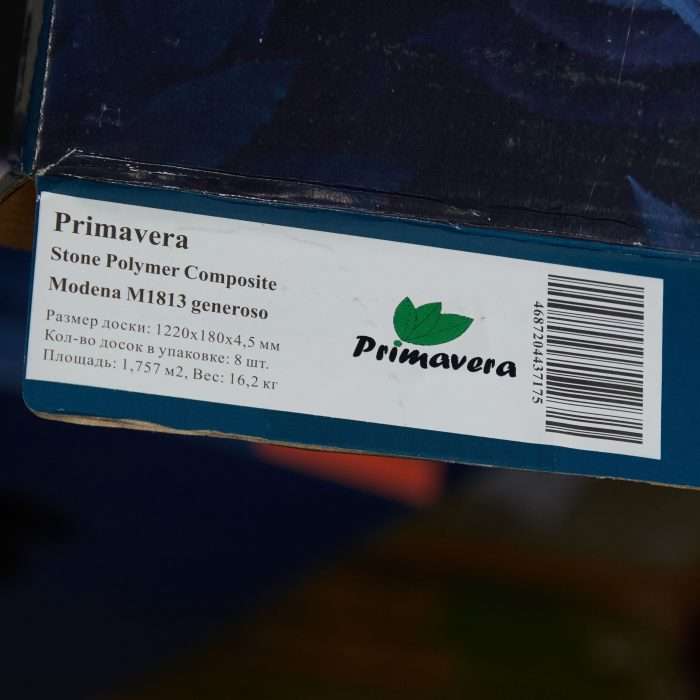 Primavera
Stone Polymer Composite
Modena M1813 generoso
Размер доски: 1220x180x4,5 мм
Кол-во досок в упаковке: 8 шт.
Площадь: 1,757 м2, Вес: 16,2 кг
Primavera
4687204437175